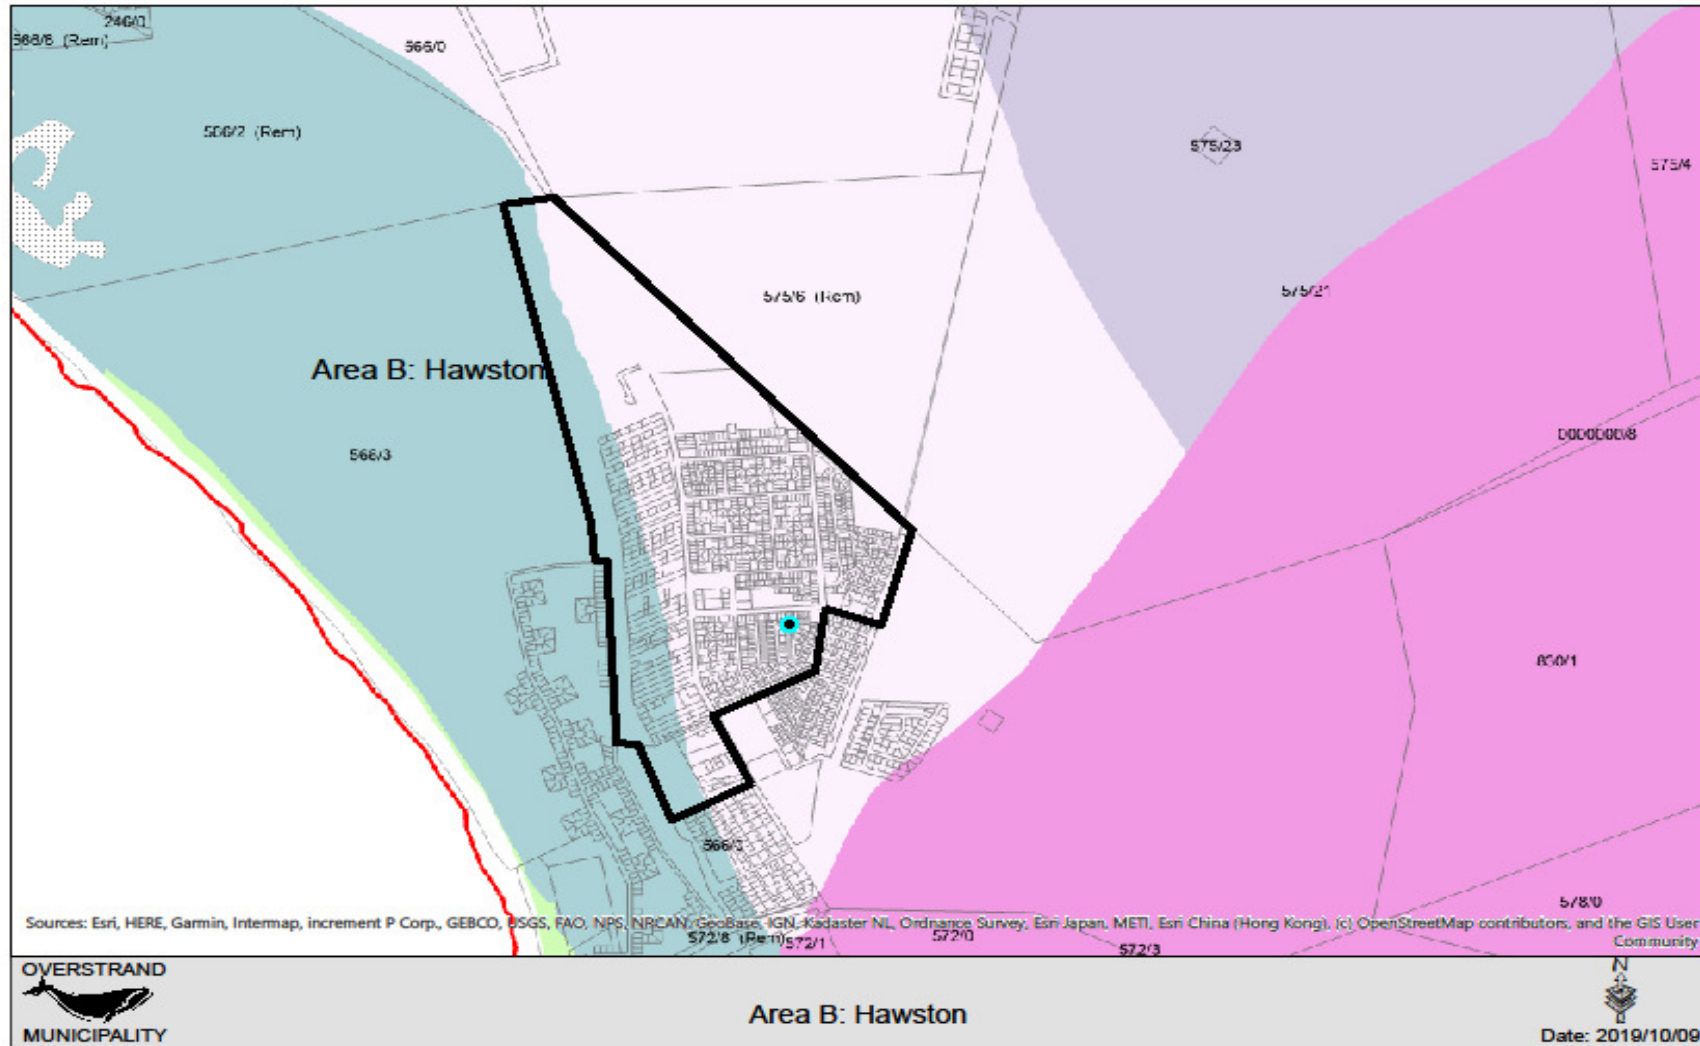 246/0
566/6 (Rem)
566/0
566/2 (Rem)
575/23
575/4
575/6 (Rem)
575/21
Area B: Hawston
566/3
0000000/8
850/1
566/0
578/0
Sources: Esri, HERE, Garmin, Intermap, increment P Corp., GEBCO, USGS, FAO, NPS, NRCAN, GeoBase, IGN, Kadaster NL, Ordnance Survey, Esri Japan, METI, Esri China (Hong Kong), (c) OpenStreetMap contributors, and the GIS User
Community
572/8 (Rem)
572/1
572/0
572/3
OVERSTRAND
MUNICIPALITY
Area B: Hawston
N
Date: 2019/10/09